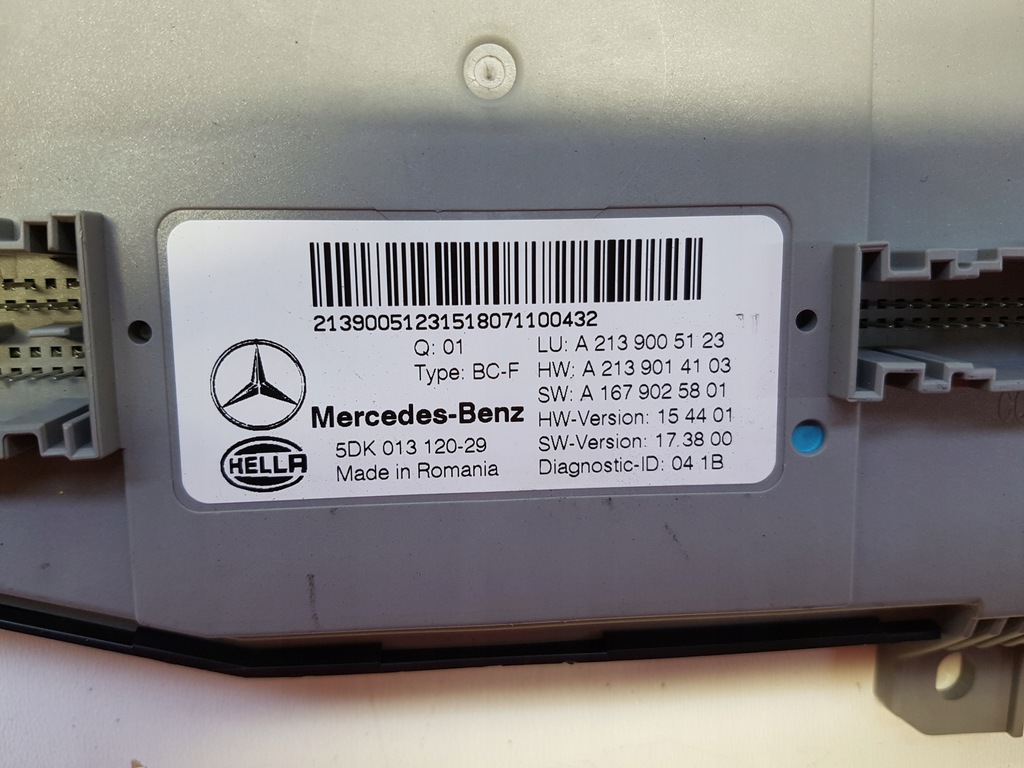 21390051231518071100432
Q: 01
Type: BC-F
LU: A 213 900 51 23
HW: A 213 901 41 03
SW: A 167 902 58 01
HW-Version: 15 44 01
SW-Version: 17.38 00
Diagnostic-ID: 04 1B
Mercedes-Benz
HELLA
5DK 013 120-29
Made in Romania